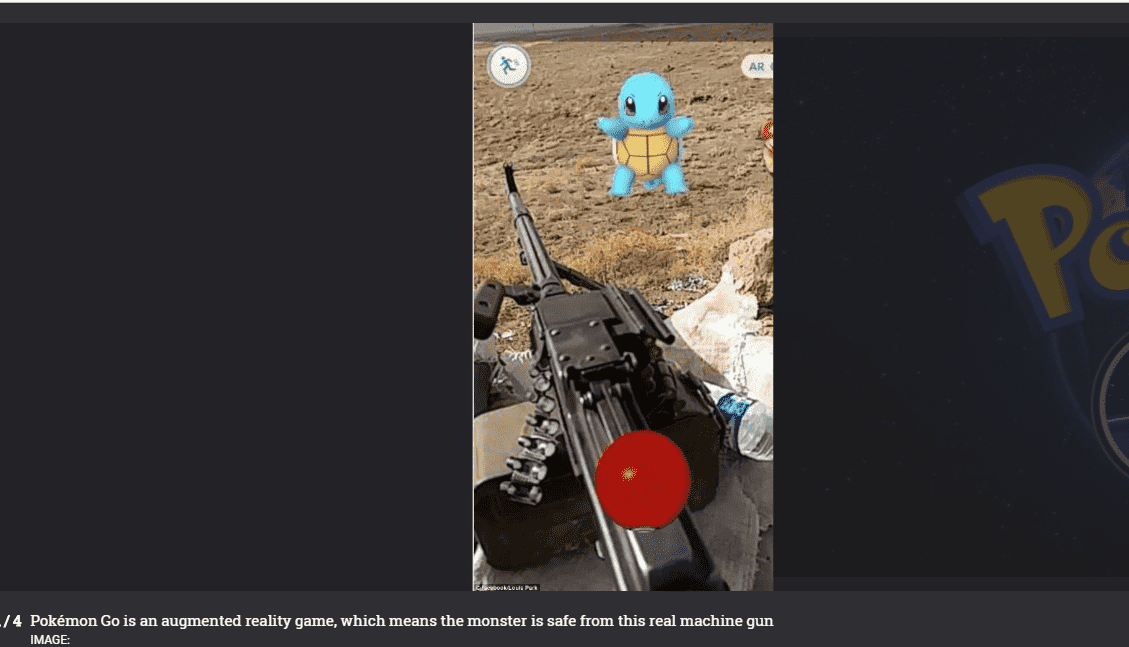 AR
Po
©Facebook/Louis Park
/4 Pokémon Go is an augmented reality game, which means the monster is safe from this real machine gun
IMAGE: